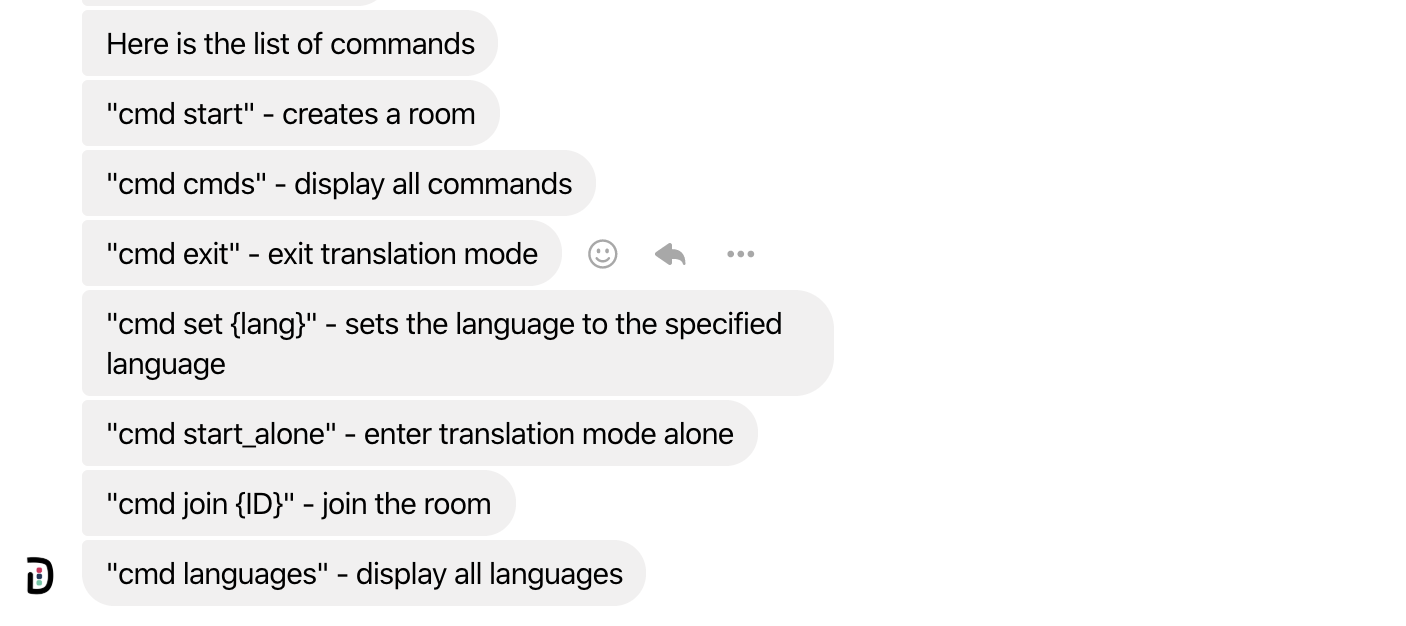 Here is the list of commands
"cmd start" - creates a room
"cmd cmds" - display all commands
"cmd exit" - exit translation mode
"cmd set {lang}" - sets the language to the specified
language
"cmd start_alone" - enter translation mode alone
"cmd join {ID}" - join the room
"cmd languages" - display all languages